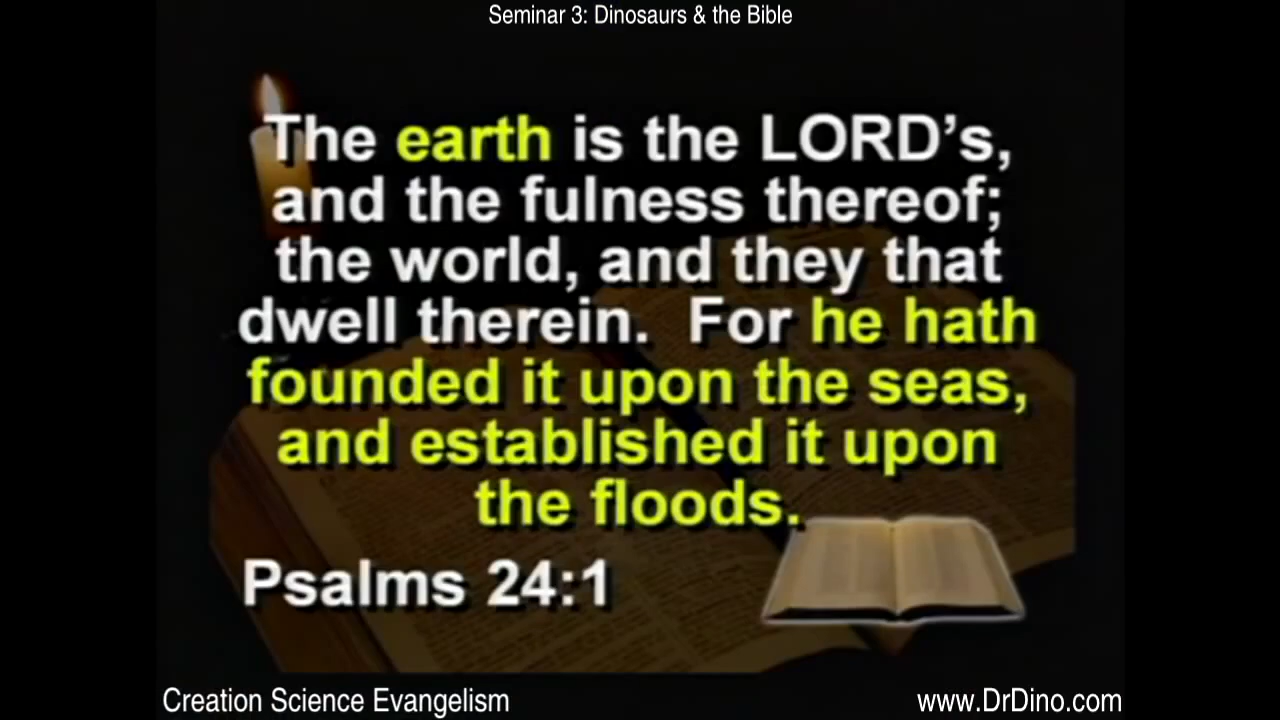 Seminar 3: Dinosaurs & the Bible
The earth is the LORD’s,
and the fulness thereof;
the world, and they that
dwell therein.  For he hath
founded it upon the seas,
and established it upon
the floods.
Psalms 24:1
Creation Science Evangelism
www.DrDino.com